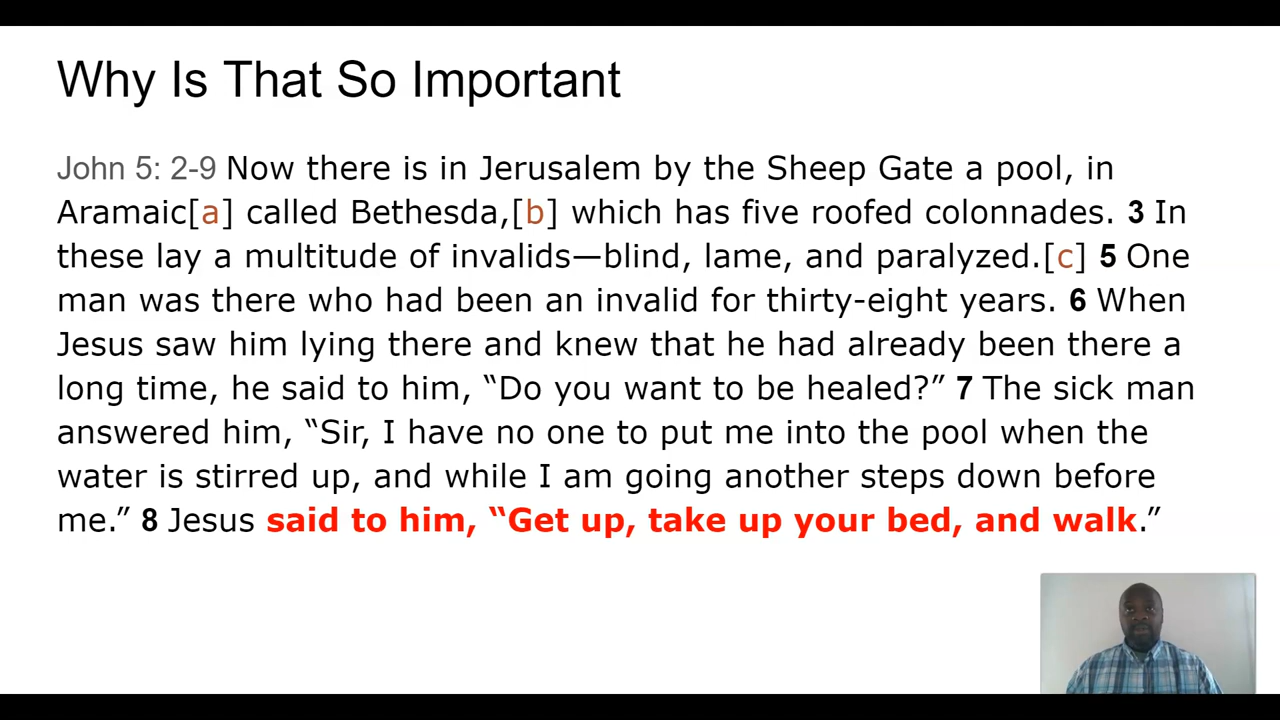 Why Is That So Important
John 5: 2-9 Now there is in Jerusalem by the Sheep Gate a pool, in
Aramaic[a] called Bethesda,[b] which has five roofed colonnades. 3 In
these lay a multitude of invalids—blind, lame, and paralyzed.[c] 5 One
man was there who had been an invalid for thirty-eight years. 6 When
Jesus saw him lying there and knew that he had already been there a
long time, he said to him, “Do you want to be healed?” 7 The sick man
answered him, “Sir, I have no one to put me into the pool when the
water is stirred up, and while I am going another steps down before
me.” 8 Jesus said to him, “Get up, take up your bed, and walk.”